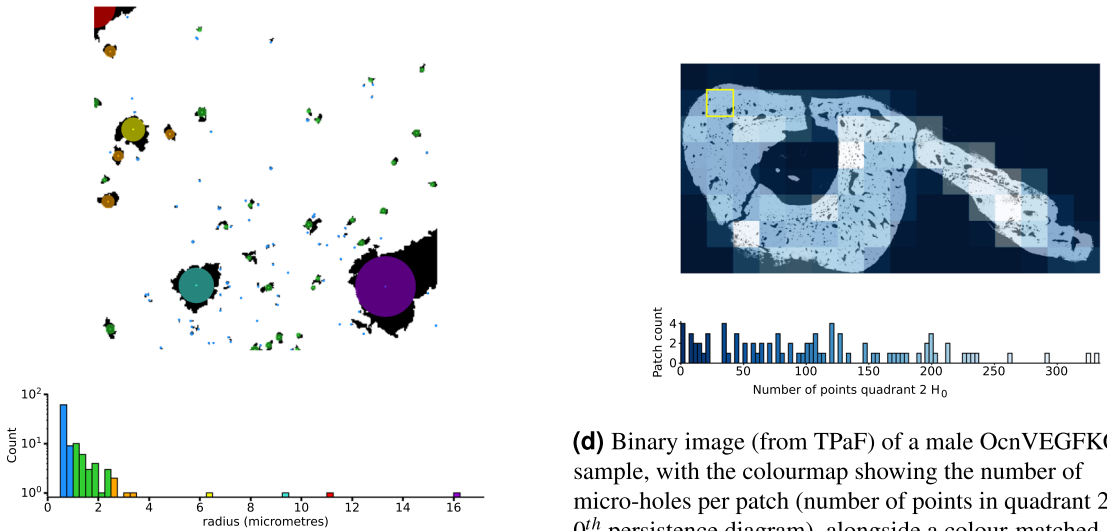 10²
10¹
10⁰
Count
0 2 4 6 8 10 12 14 16
radius (micrometres)
4
2
0
Patch count
0 50 100 150 200 250 300
Number of points quadrant 2 H₀
(d) Binary image (from TPaF) of a male OcnVEGFKO
sample, with the colourmap showing the number of
micro-holes per patch (number of points in quadrant 2
0th persistence diagram), alongside a colour-matched